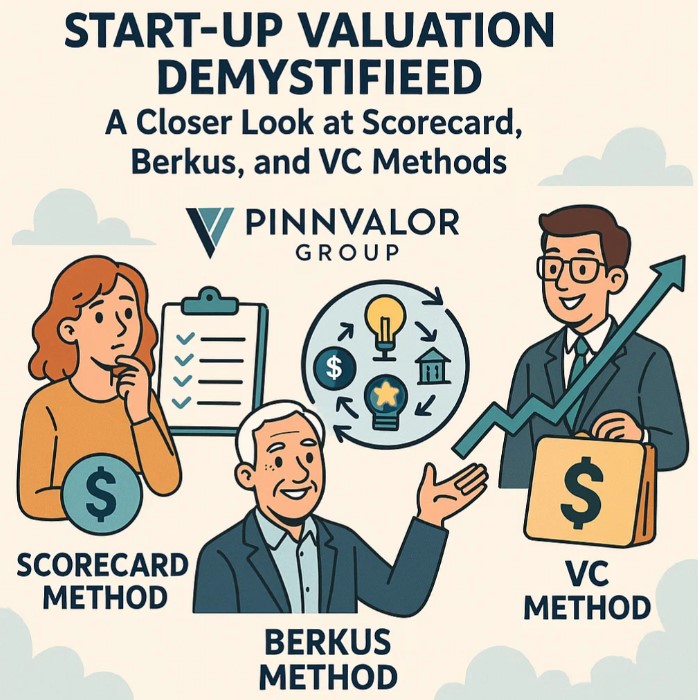 START-UP VALUATION
DEMYSTIFIEED
A Closer Look at Scorecard,
Berkus, and VC Methods
PINNVALOR
GROUP
$
$
$
SCORECARD
METHOD
BERKUS
METHOD
VC
METHOD